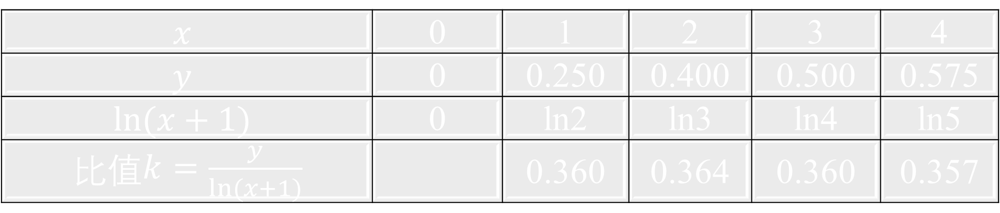 x 0 1 2 3 4
y 0 0.250 0.400 0.500 0.575
ln(x + 1) 0 ln2 ln3 ln4 ln5
比值k = y/ln(x+1) 0.360 0.364 0.360 0.357